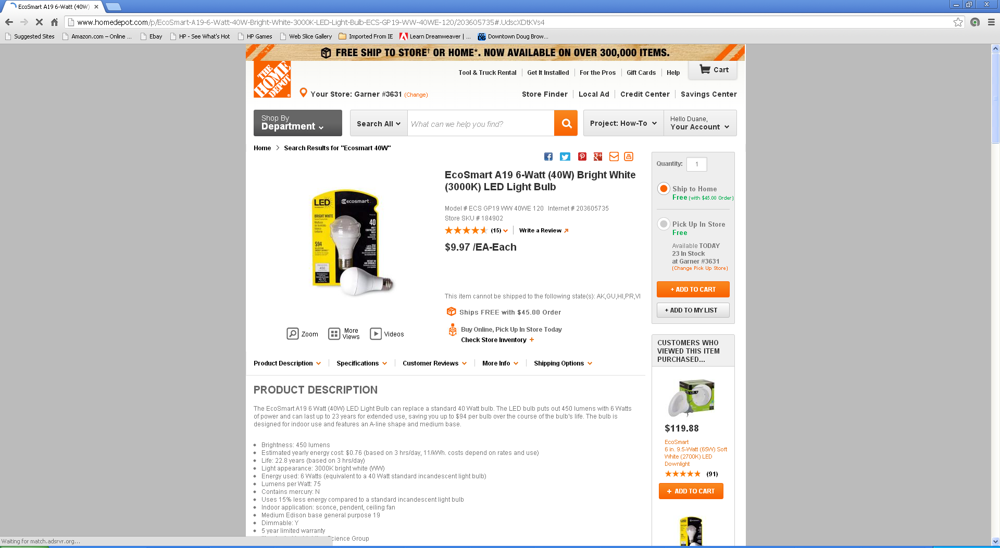 EcoSmart A19 6-Watt (40W)
www.homedepot.com/p/EcoSmart-A19-6-Watt-40W-Bright-White-3000K-LED-Light-Bulb-ECS-GP19-WW-40WE-120/203605735#.UdscXDtKVs4
Suggested Sites
Amazon.com – Online ...
Ebay
HP - See What's Hot
HP Games
Web Slice Gallery
Imported From IE
Learn Dreamweaver | ...
Downtown Doug Brow...
FREE SHIP TO STORE† OR HOME*. NOW AVAILABLE ON OVER 300,000 ITEMS.
THE HOME DEPOT
Tool & Truck Rental
Get It Installed
For the Pros
Gift Cards
Help
Cart
Your Store: Garner #3631 (Change)
Store Finder
Local Ad
Credit Center
Savings Center
Shop By
Department
Search All
What can we help you find?
Project: How-To
Hello Duane,
Your Account
Home > Search Results for "Ecosmart 40W"
EcoSmart A19 6-Watt (40W) Bright White
(3000K) LED Light Bulb
Model # ECS GP19 WW 40WE 120 Internet # 203605735
Store SKU # 184902
(15)
Write a Review
$9.97 /EA-Each
LED
ecosmart
BRIGHT WHITE
40
$94
450
$0.72
This item cannot be shipped to the following state(s): AK,GU,HI,PR,VI
Ships FREE with $45.00 Order
Buy Online, Pick Up In Store Today
Check Store Inventory +
Zoom
More
Views
Videos
Quantity: 1
Ship to Home
Free (with $45.00 Order)
Pick Up In Store
Free
Available TODAY
23 In Stock
at Garner #3631
(Change Pick Up Store)
+ ADD TO CART
+ ADD TO MY LIST
Product Description
Specifications
Customer Reviews
More Info
Shipping Options
PRODUCT DESCRIPTION
The EcoSmart A19 6 Watt (40W) LED Light Bulb can replace a standard 40 Watt bulb. The LED bulb puts out 450 lumens with 6 Watts
of power and can last up to 23 years for extended use, saving you up to $94 per bulb over the course of the bulb's life. The bulb is
designed for indoor use and features an A-line shape and medium base.
Brightness: 450 lumens
Estimated yearly energy cost: $0.76 (based on 3 hrs/day, 11/kWh. costs depend on rates and use)
Life: 22.8 years (based on 3 hrs/day)
Light appearance: 3000K bright white (WW)
Energy used: 6 Watts (equivalent to a 40 Watt standard incandescent light bulb)
Lumens per Watt: 75
Contains mercury: N
Uses 15% less energy compared to a standard incandescent light bulb
Indoor application: sconce, pendent, ceiling fan
Medium Edison base general purpose 19
Dimmable: Y
5 year limited warranty
cience Group
CUSTOMERS WHO
VIEWED THIS ITEM
PURCHASED...
$119.88
EcoSmart
6 in. 9.5-Watt (65W) Soft
White (2700K) LED
Downlight
(91)
+ ADD TO CART
LED
ecosmart
Waiting for match.adsrvr.org...